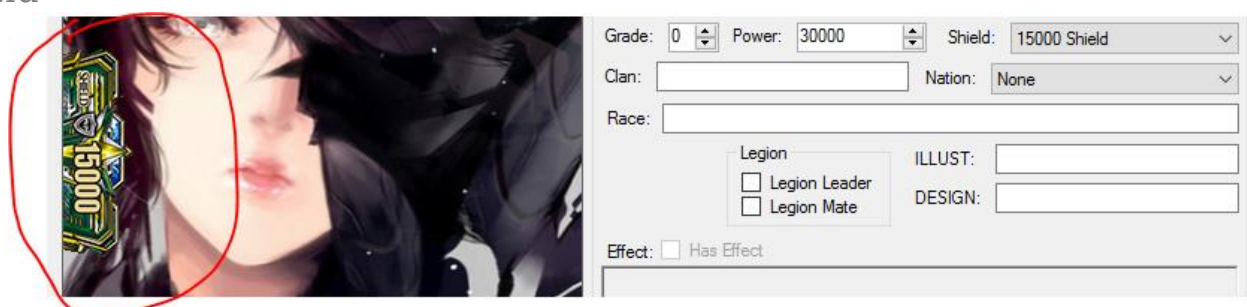 SHIELD
15000
Grade: 0 Power: 30000 Shield: 15000 Shield
Clan: Nation: None
Race:
Legion ILLUST:
Legion Leader
Legion Mate DESIGN:
Effect: Has Effect